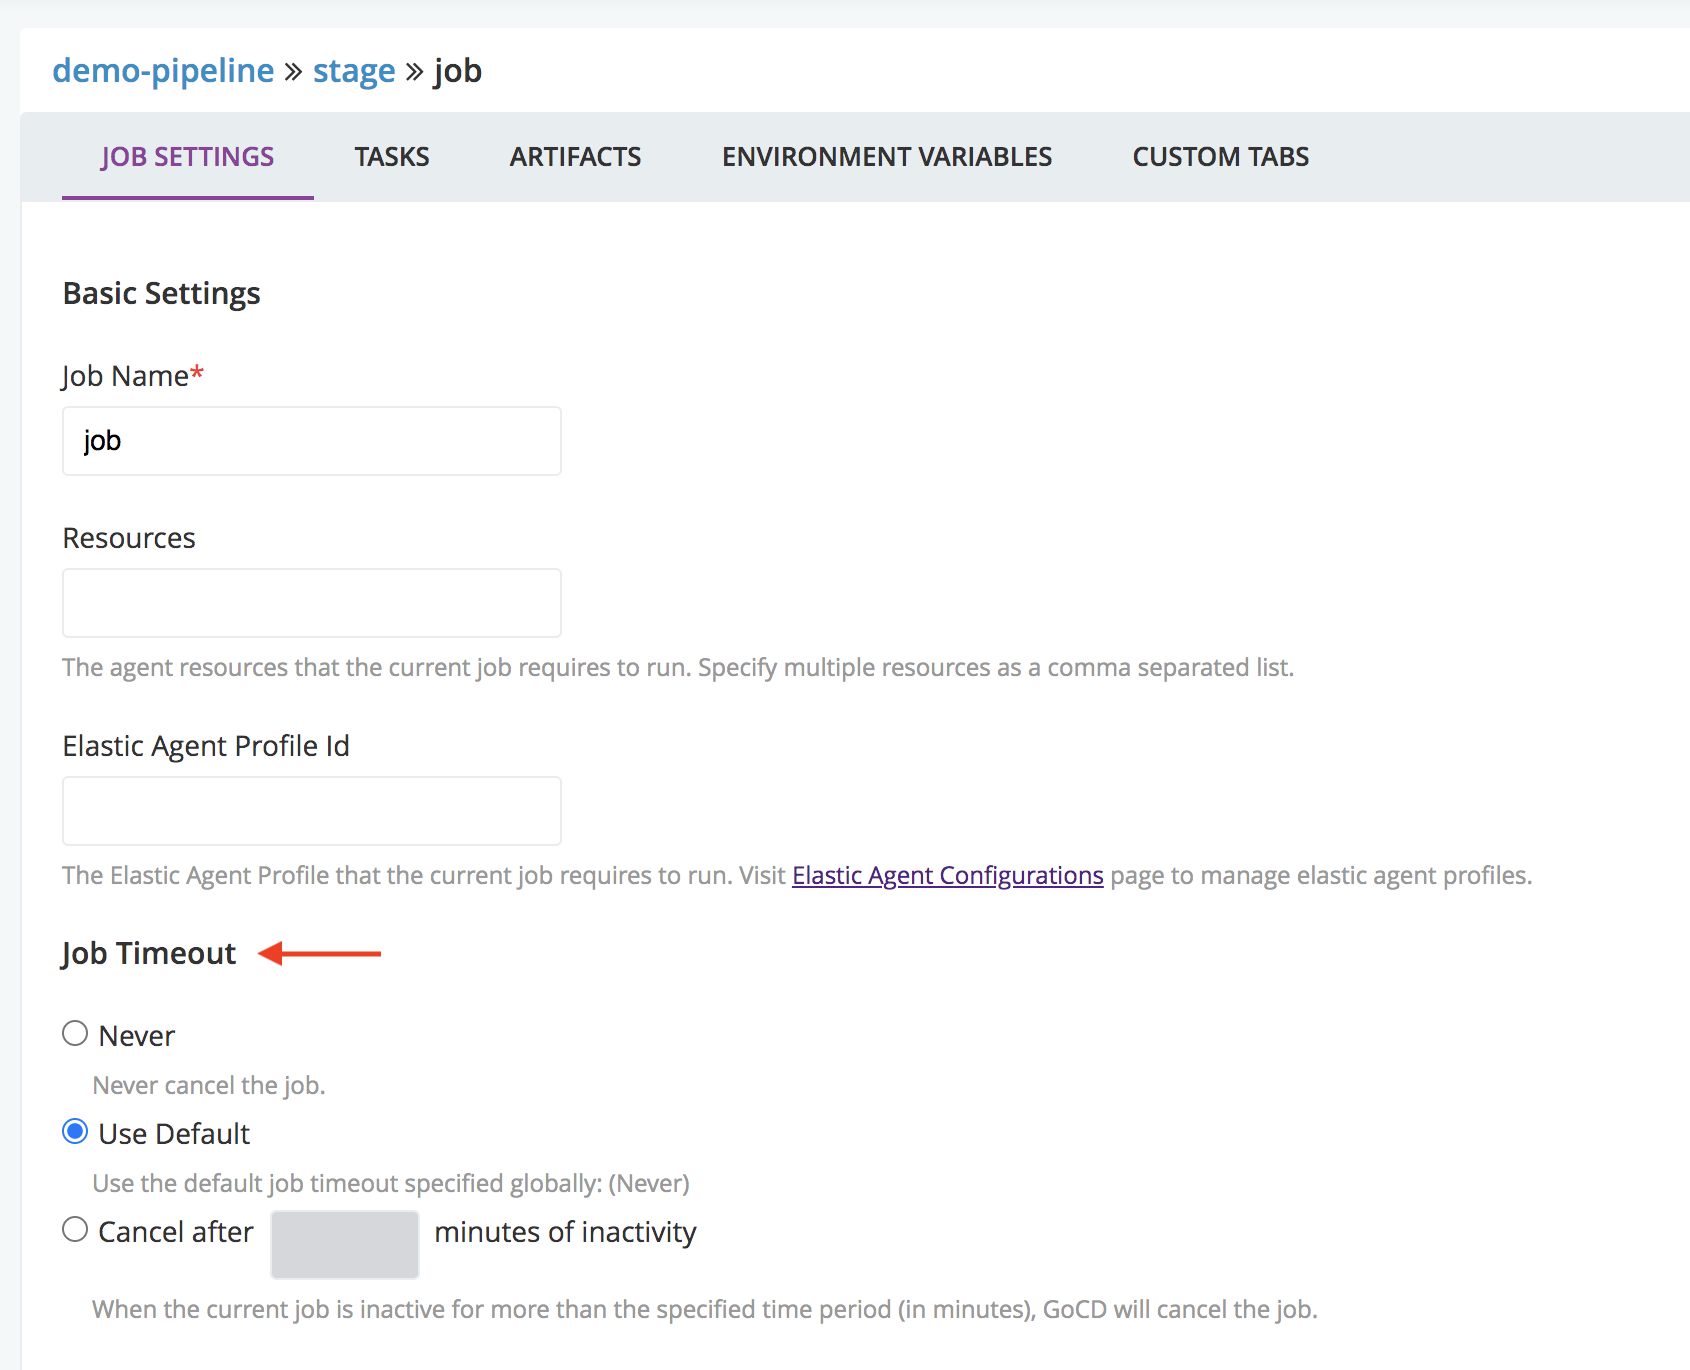 demo-pipeline » stage » job
JOB SETTINGS TASKS ARTIFACTS ENVIRONMENT VARIABLES CUSTOM TABS
Basic Settings
Job Name*
job
Resources
The agent resources that the current job requires to run. Specify multiple resources as a comma separated list.
Elastic Agent Profile Id
The Elastic Agent Profile that the current job requires to run. Visit Elastic Agent Configurations page to manage elastic agent profiles.
Job Timeout
Never
Never cancel the job.
Use Default
Use the default job timeout specified globally: (Never)
Cancel after minutes of inactivity
When the current job is inactive for more than the specified time period (in minutes), GoCD will cancel the job.